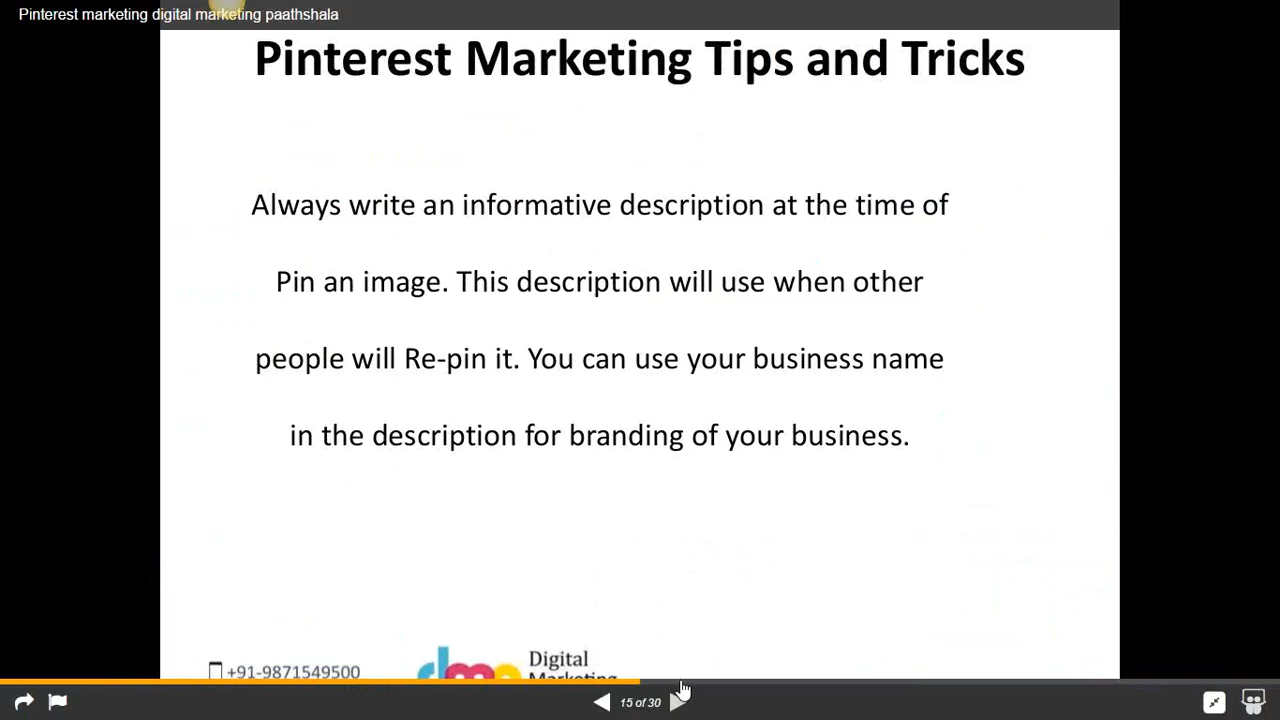 Pinterest marketing digital marketing paathshala
Pinterest Marketing Tips and Tricks
Always write an informative description at the time of
Pin an image. This description will use when other
people will Re-pin it. You can use your business name
in the description for branding of your business.
+91-9871549500
dmp
Digital
Marketing
15 of 30